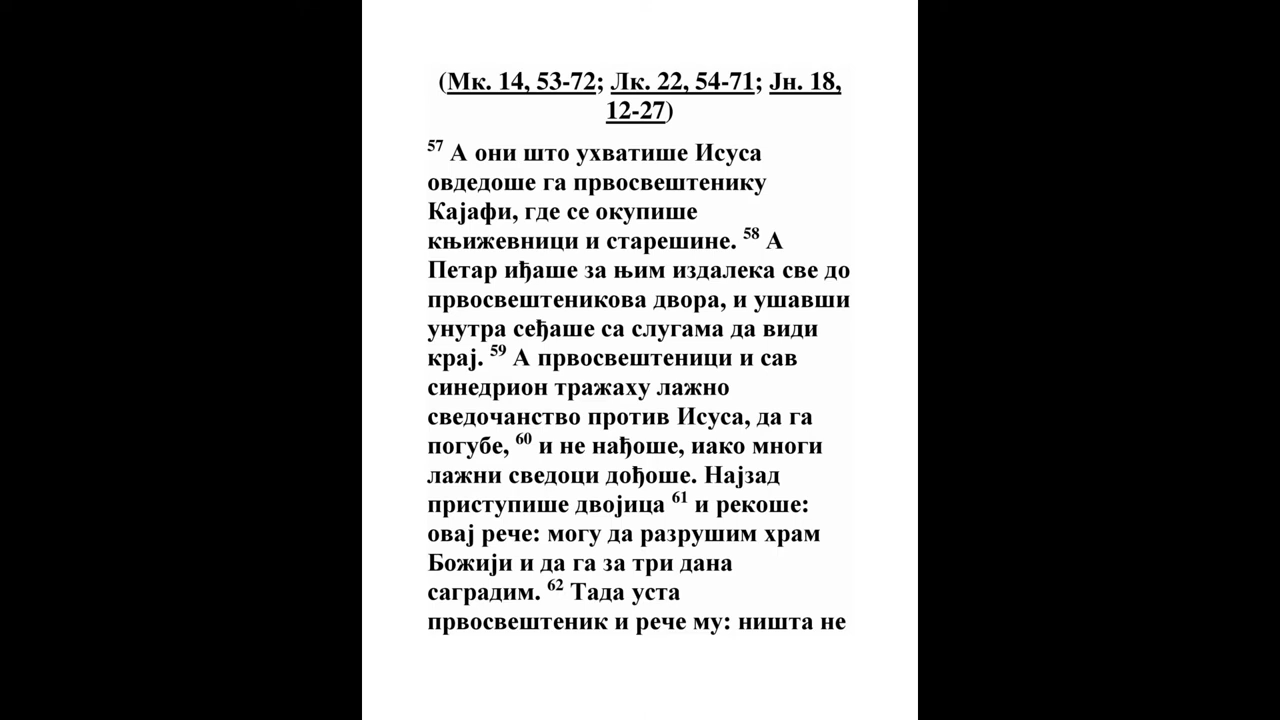 (Мк. 14, 53-72; Лк. 22, 54-71; Јн. 18,
12-27)
57 А они што ухватише Исуса
овдедоше га првосвештенику
Кајафи, где се окупише
књижевници и старешине. 58 А
Петар иђаше за њим издалека све до
првосвештеникова двора, и ушавши
унутра сеђаше са слугама да види
крај. 59 А првосвештеници и сав
синедрион тражаху лажно
сведочанство против Исуса, да га
погубе, 60 и не нађоше, иако многи
лажни сведоци дођоше. Најзад
приступише двојица 61 и рекоше:
овај рече: могу да разрушим храм
Божији и да га за три дана
саградим. 62 Тада уста
првосвештеник и рече му: ништа не